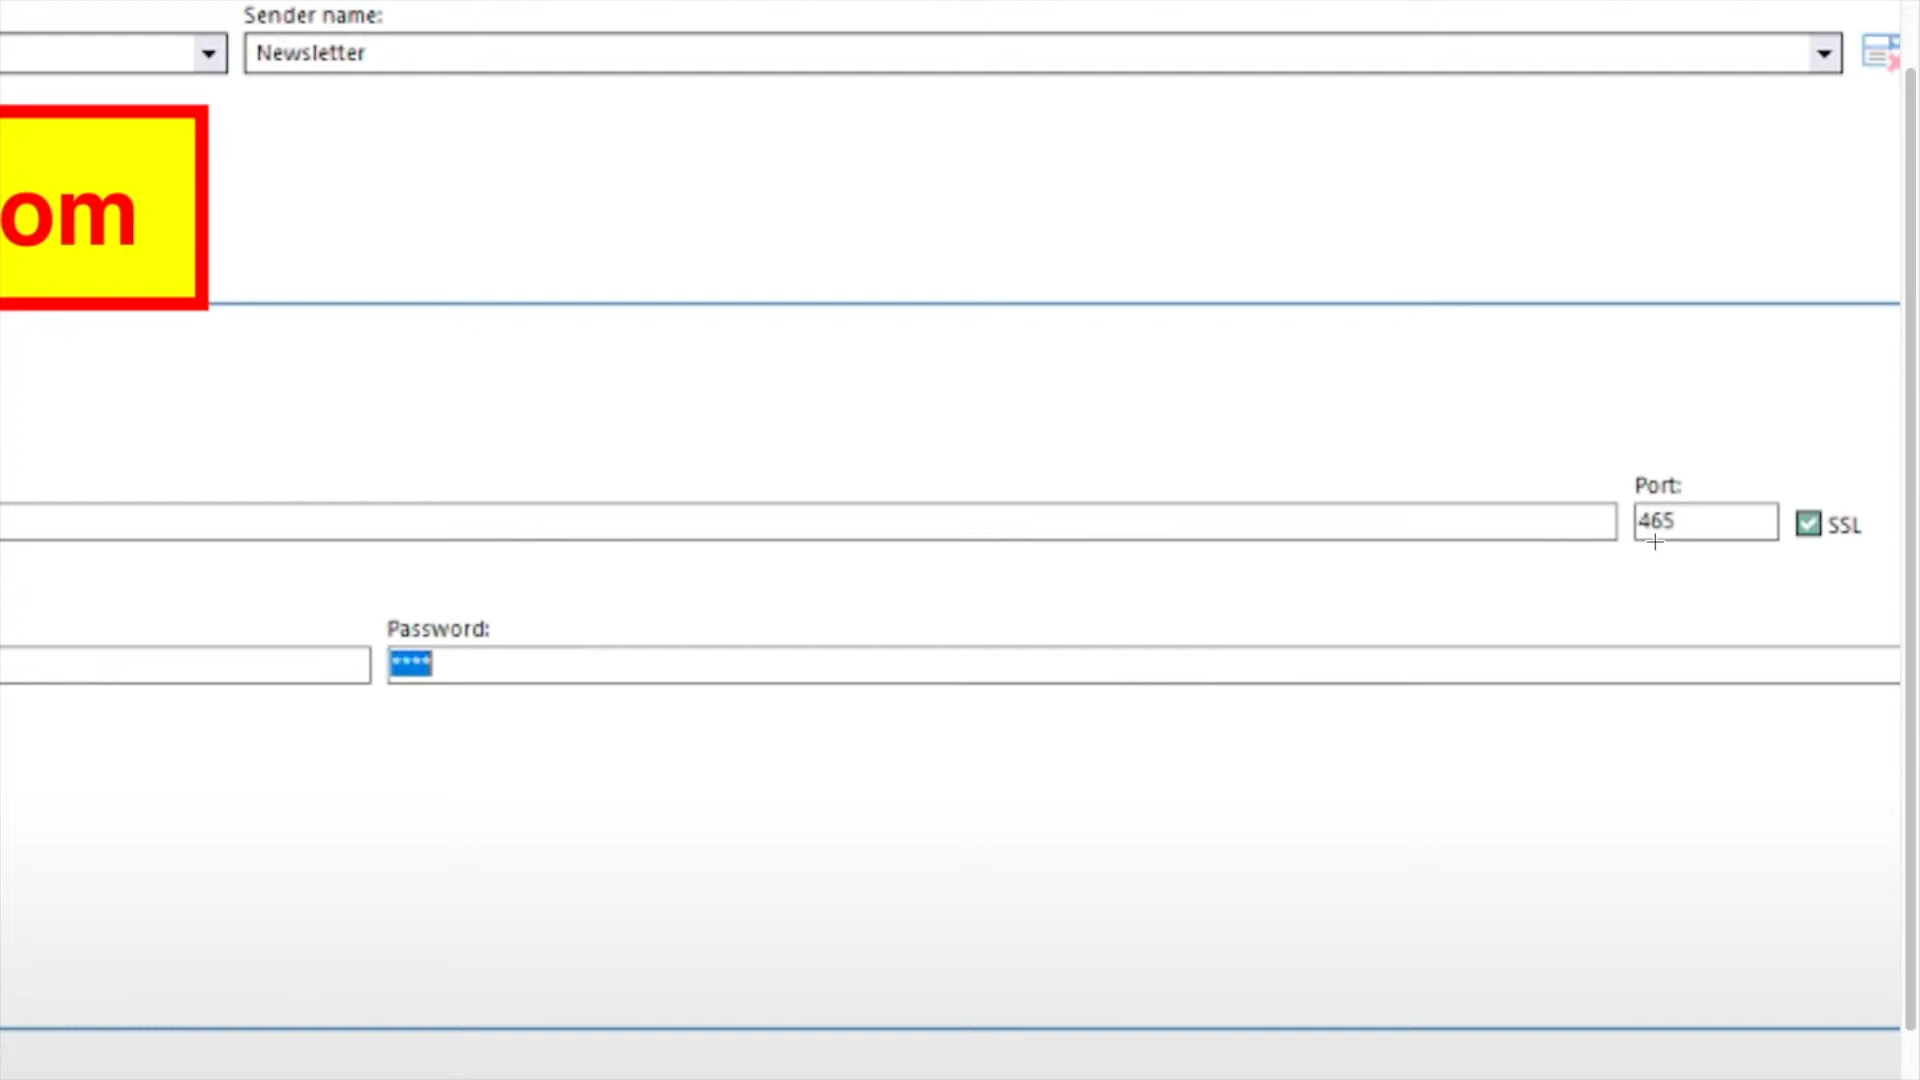 Sender name:
Newsletter
om
Port:
465
SSL
Password:
****